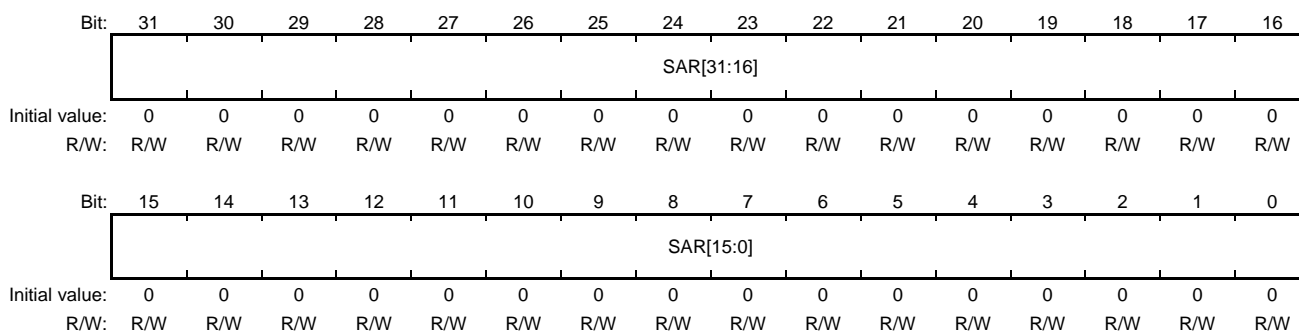 Bit: 31 30 29 28 27 26 25 24 23 22 21 20 19 18 17 16
SAR[31:16]
Initial value: 0 0 0 0 0 0 0 0 0 0 0 0 0 0 0 0
R/W: R/W R/W R/W R/W R/W R/W R/W R/W R/W R/W R/W R/W R/W R/W R/W R/W
Bit: 15 14 13 12 11 10 9 8 7 6 5 4 3 2 1 0
SAR[15:0]
Initial value: 0 0 0 0 0 0 0 0 0 0 0 0 0 0 0 0
R/W: R/W R/W R/W R/W R/W R/W R/W R/W R/W R/W R/W R/W R/W R/W R/W R/W